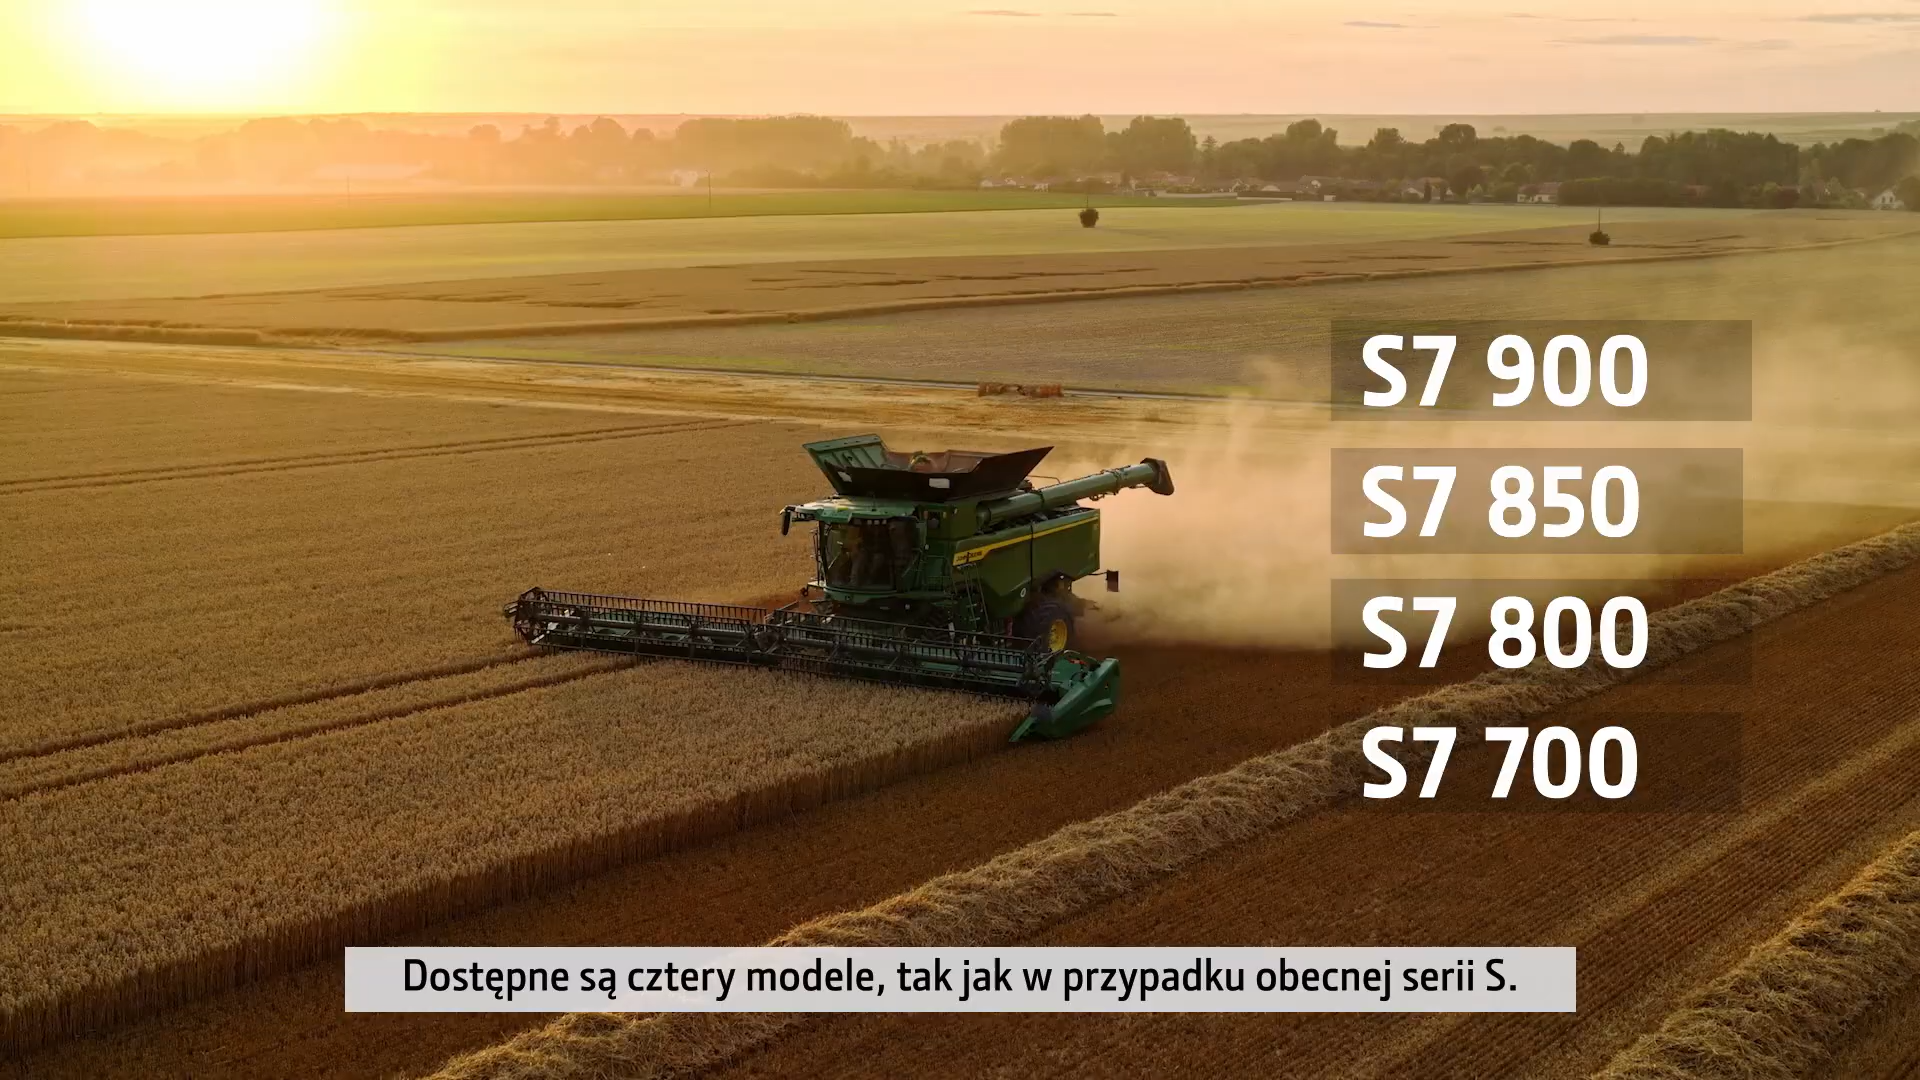 S7 900
S7 850
S7 800
S7 700
Dostępne są cztery modele, tak jak w przypadku obecnej serii S.